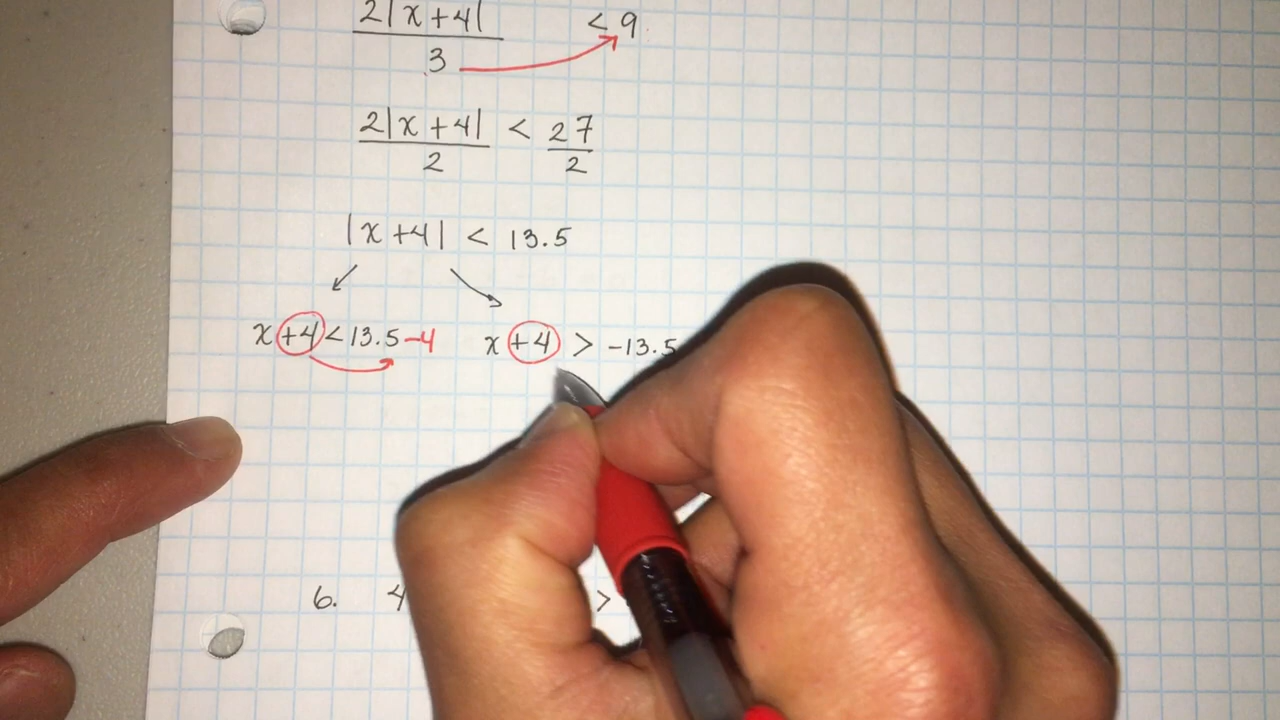 2|x+4| < 9
3
2|x+4| < 27
2 2
|x+4| < 13.5
x+4<13.5-4 x+4 > -13.5
6. 4 >